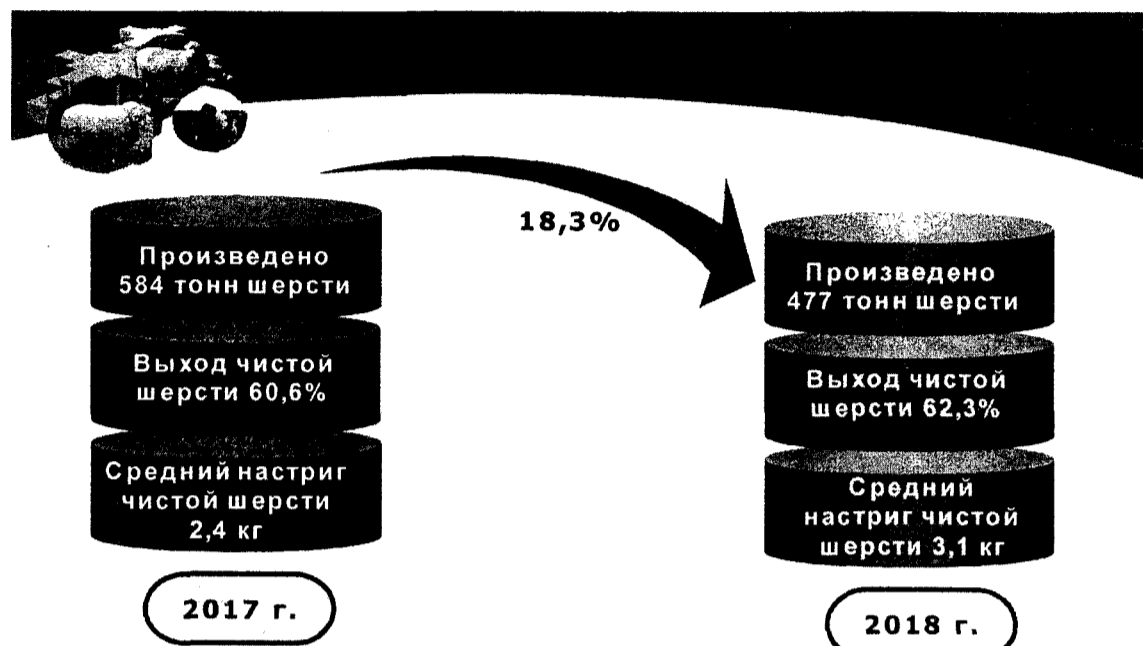 18,3%
Произведено
584 тонн шерсти
Выход чистой
шерсти 60,6%
Средний настриг
чистой шерсти
2,4 кг
2017 г.
Произведено
477 тонн шерсти
Выход чистой
шерсти 62,3%
Средний
настриг чистой
шерсти 3,1 кг
2018 г.